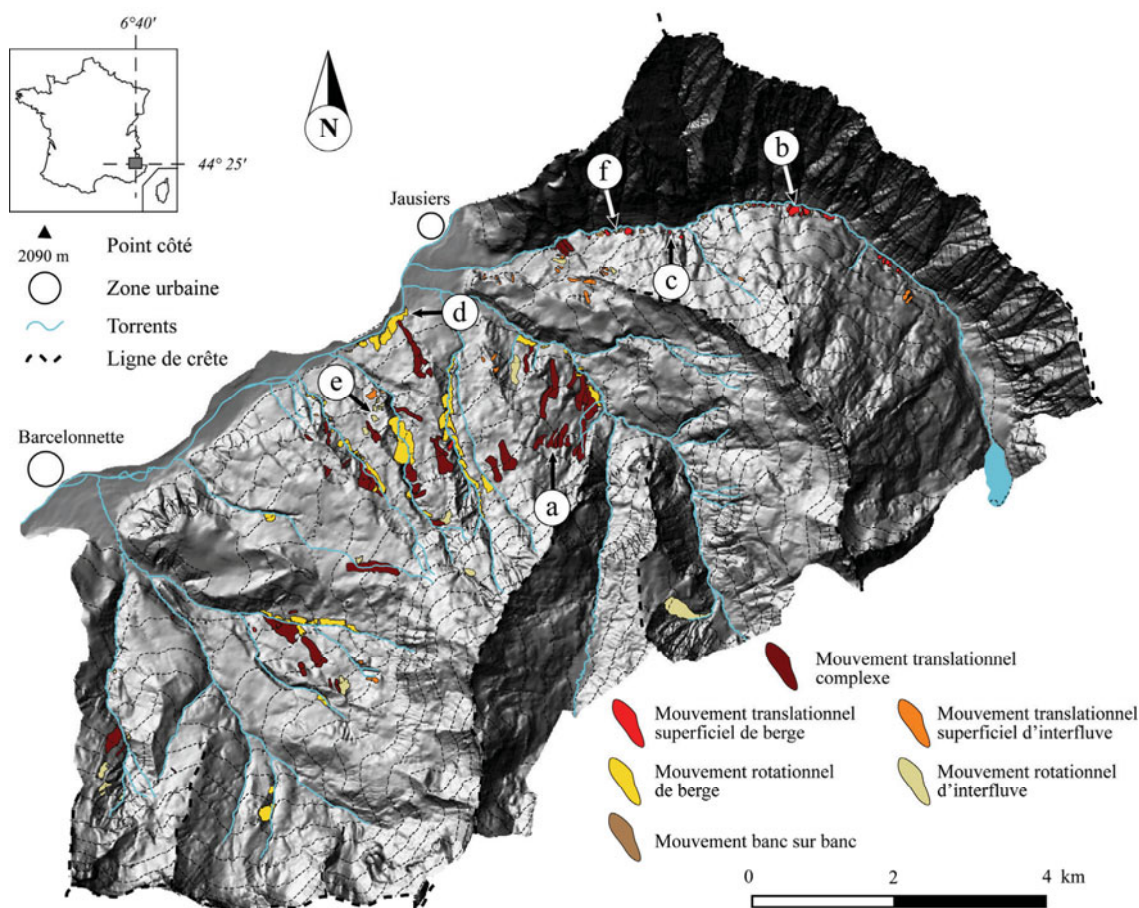 6°40'
44° 25'
N
2090 m
Point côté
Zone urbaine
Torrents
Ligne de crête
Jausiers
Barcelonnette
b
f
c
d
e
a
Mouvement translationnel
complexe
Mouvement translationnel
superficiel de berge
Mouvement translationnel
superficiel d'interfluve
Mouvement rotationnel
de berge
Mouvement rotationnel
d'interfluve
Mouvement banc sur banc
0 2 4 km